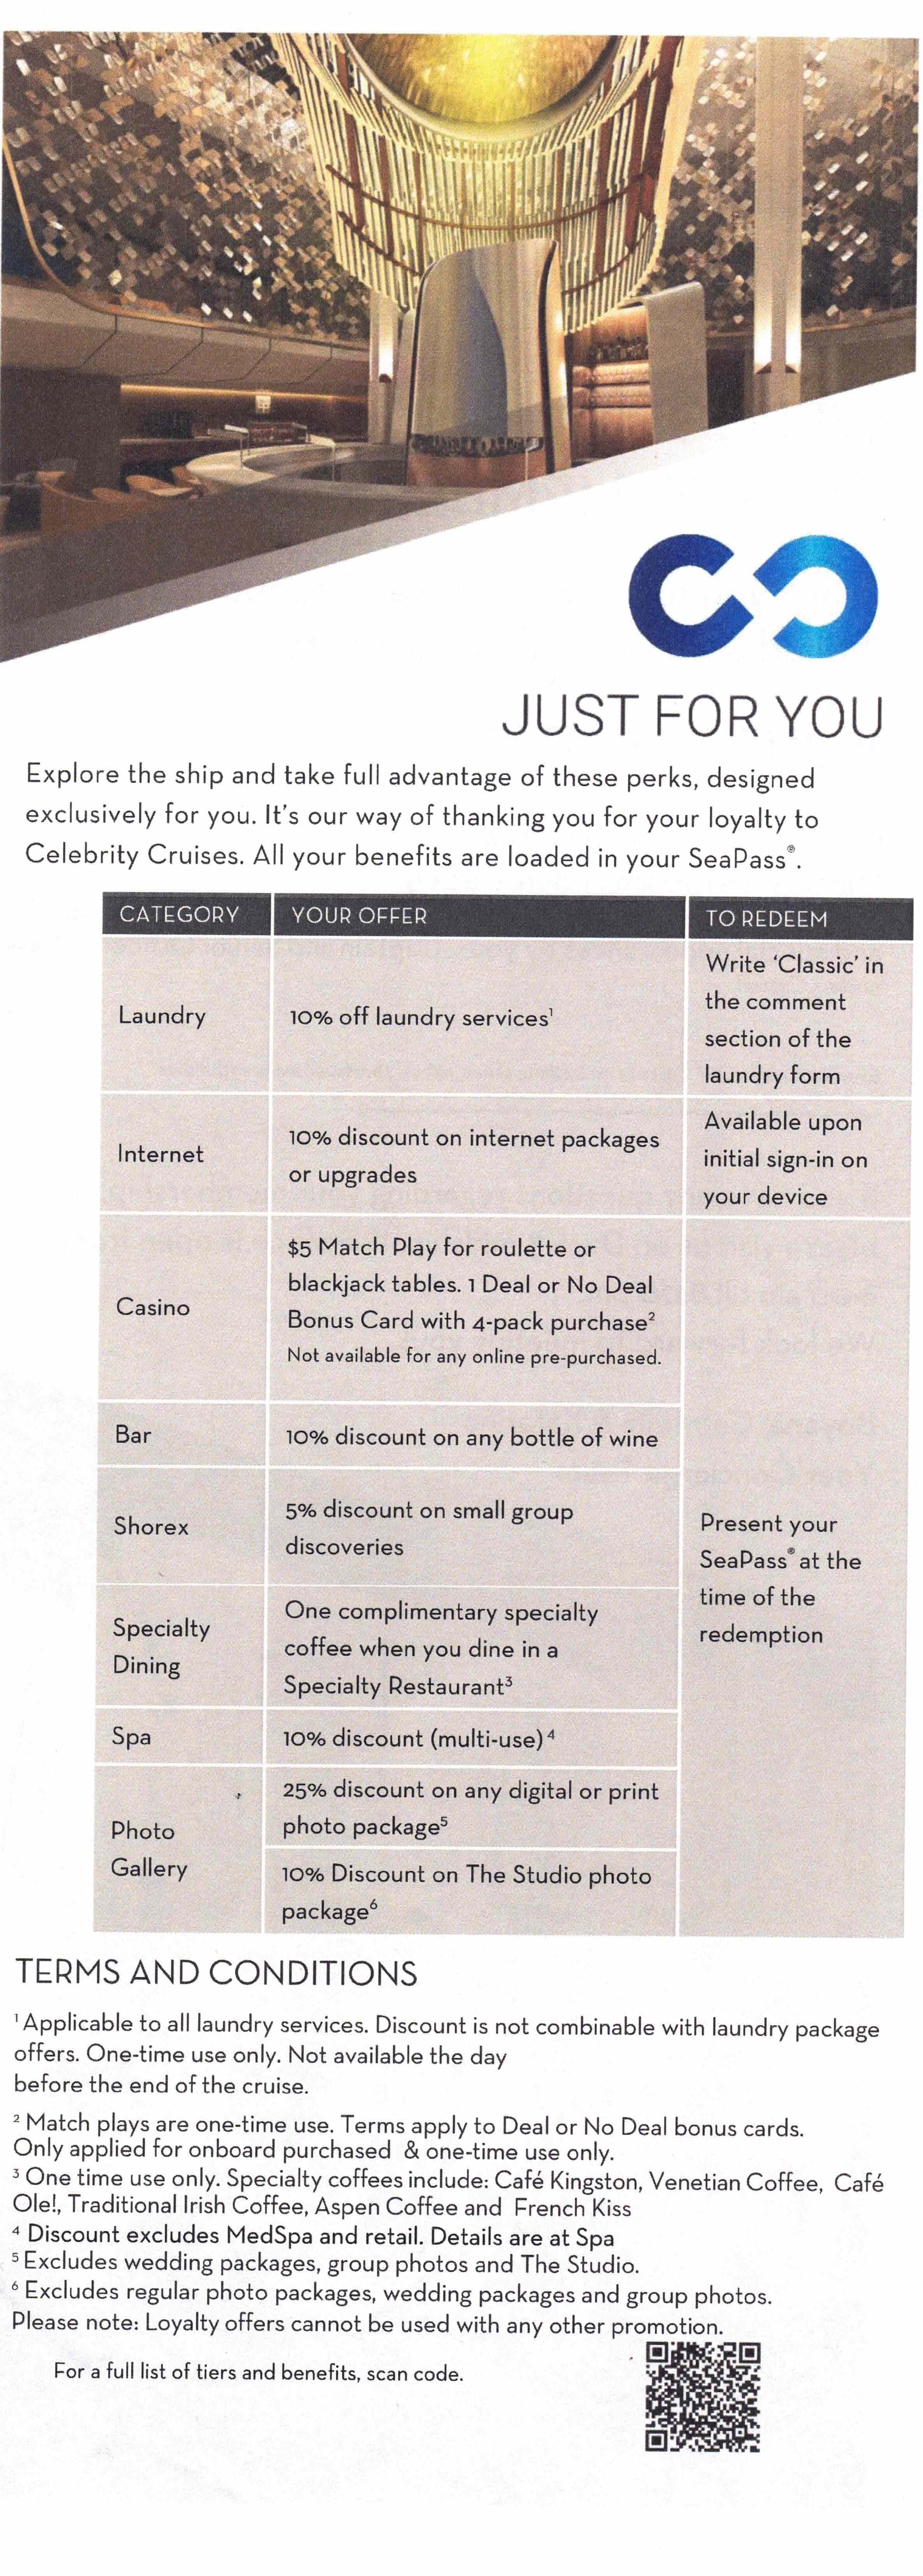 JUST FOR YOU
Explore the ship and take full advantage of these perks, designed
exclusively for you. It's our way of thanking you for your loyalty to
Celebrity Cruises. All your benefits are loaded in your SeaPass®.
CATEGORY YOUR OFFER TO REDEEM
Laundry
10% off laundry services¹
Write 'Classic' in
the comment
section of the
laundry form
Internet
10% discount on internet packages
or upgrades
Available upon
initial sign-in on
your device
Casino
$5 Match Play for roulette or
blackjack tables. 1 Deal or No Deal
Bonus Card with 4-pack purchase²
Not available for any online pre-purchased.
Bar
10% discount on any bottle of wine
Shorex
5% discount on small group
discoveries
Specialty
Dining
One complimentary specialty
coffee when you dine in a
Specialty Restaurant³
Spa
10% discount (multi-use)⁴
Photo
Gallery
25% discount on any digital or print
photo package⁵
10% Discount on The Studio photo
package⁶
Present your
SeaPass® at the
time of the
redemption
TERMS AND CONDITIONS
¹ Applicable to all laundry services. Discount is not combinable with laundry package
offers. One-time use only. Not available the day
before the end of the cruise.
² Match plays are one-time use. Terms apply to Deal or No Deal bonus cards.
Only applied for onboard purchased & one-time use only.
³ One time use only. Specialty coffees include: Café Kingston, Venetian Coffee, Café
Ole!, Traditional Irish Coffee, Aspen Coffee and French Kiss
⁴ Discount excludes MedSpa and retail. Details are at Spa
⁵ Excludes wedding packages, group photos and The Studio.
⁶ Excludes regular photo packages, wedding packages and group photos.
Please note: Loyalty offers cannot be used with any other promotion.
For a full list of tiers and benefits, scan code.